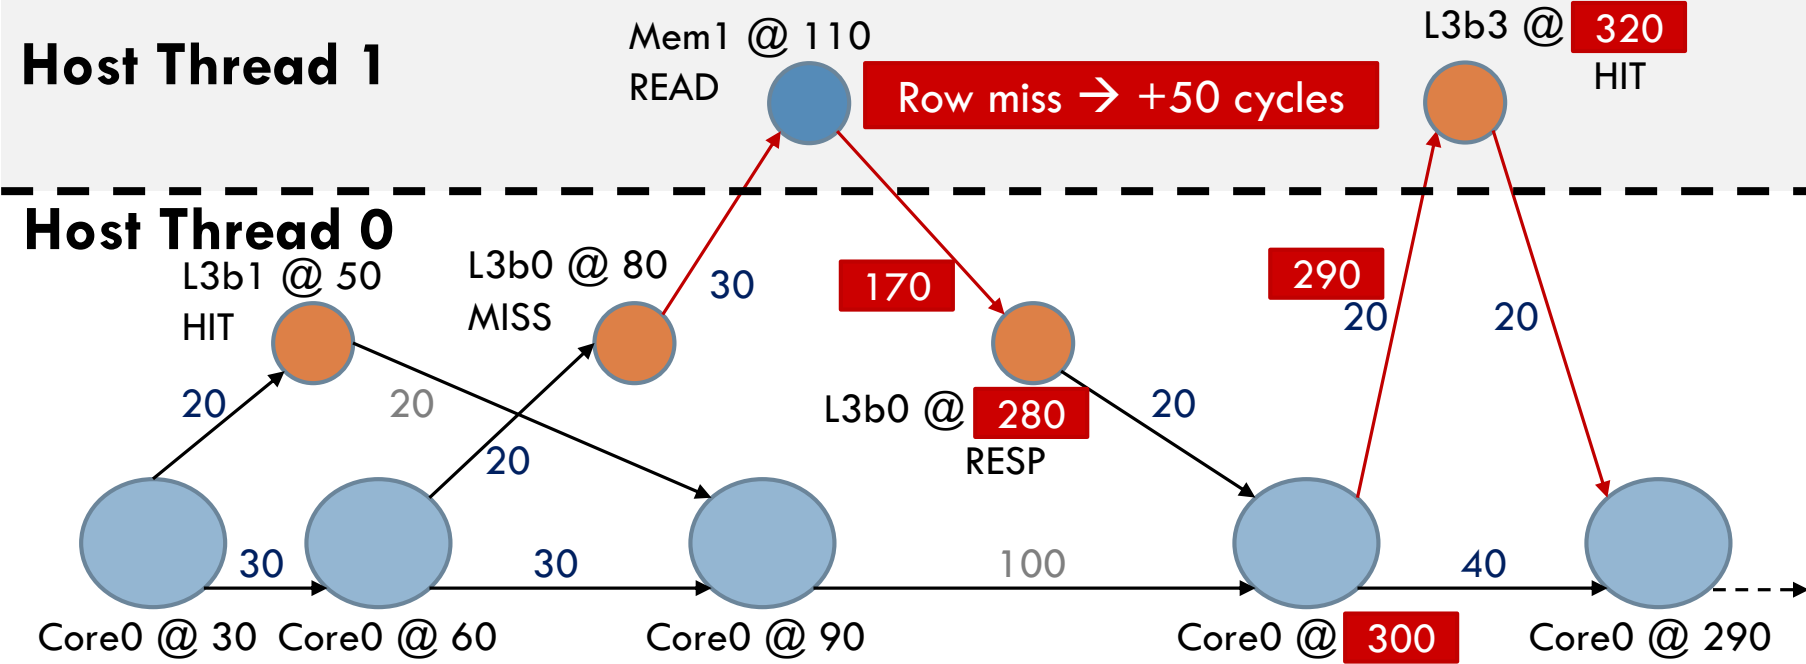 Host Thread 1
Mem1 @ 110
READ
Row miss → +50 cycles
L3b3 @ 320
HIT
Host Thread 0
L3b1 @ 50
HIT
L3b0 @ 80
MISS
30
170
290
20
20
20
20
20
L3b0 @ 280
RESP
20
30
30
100
40
Core0 @ 30
Core0 @ 60
Core0 @ 90
Core0 @ 300
Core0 @ 290